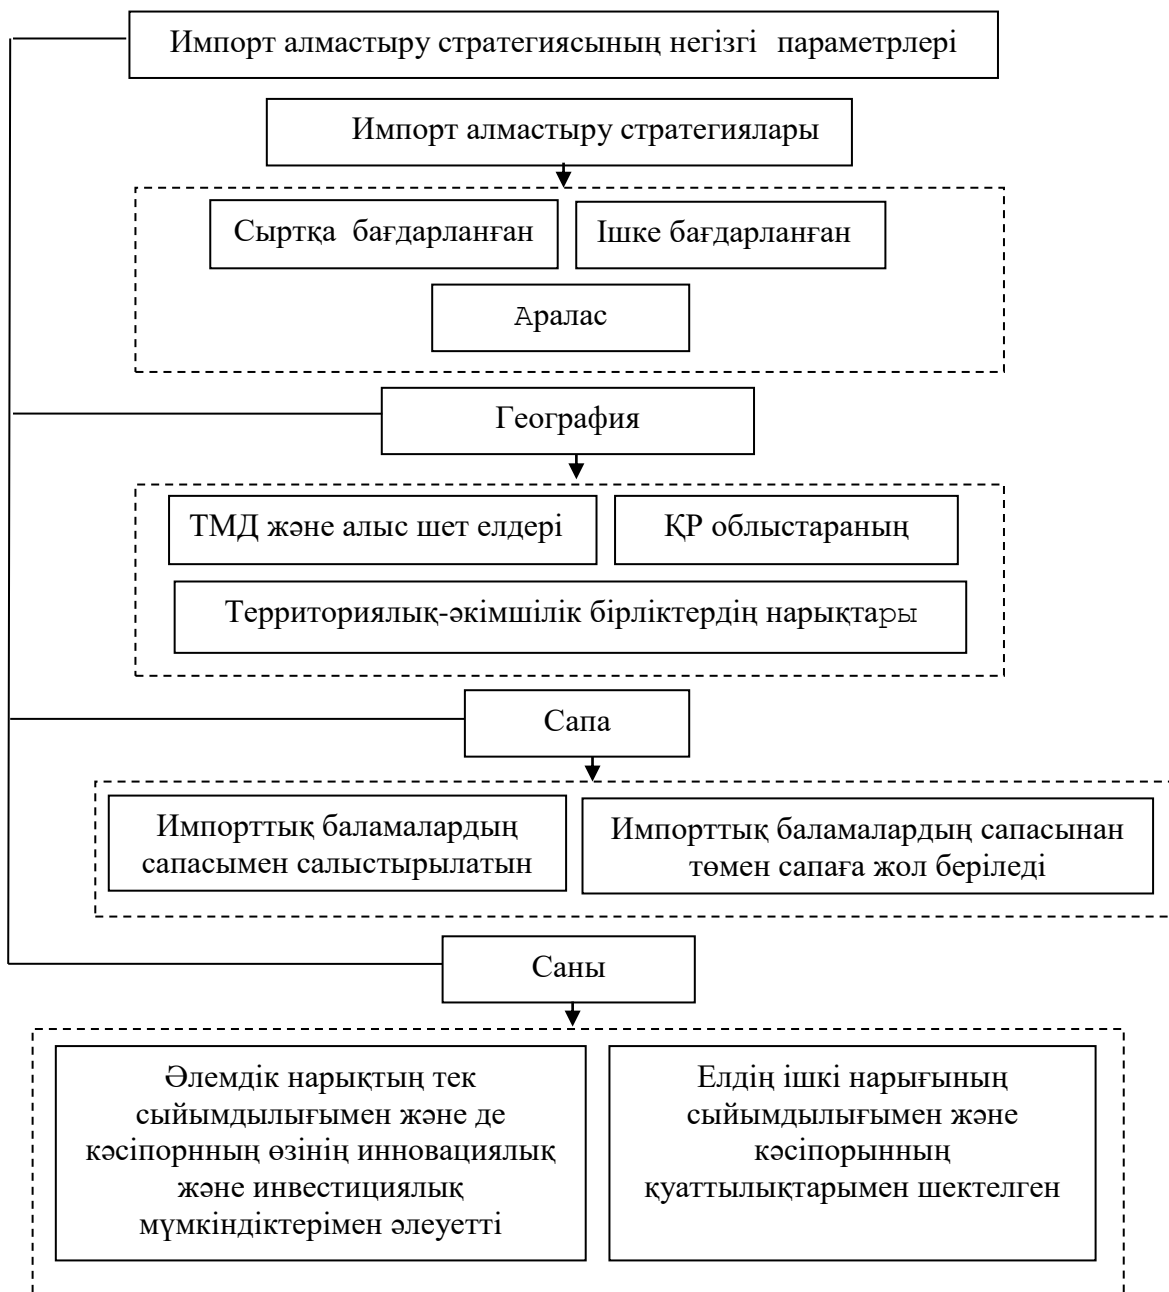 Импорт алмастыру стратегиясының негізгі параметрлері
Импорт алмастыру стратегиялары
Сыртқа бағдарланған
Ішке бағдарланған
Аралас
География
ТМД және алыс шет елдері
ҚР облыстараның
Территориялық-әкімшілік бірліктердің нарықтары
Сапа
Импорттық баламалардың
сапасымен салыстырылатын
Импорттық баламалардың сапасынан
төмен сапаға жол беріледі
Саны
Әлемдік нарықтың тек
сыйымдылығымен және де
кәсіпорнның өзінің инновациялық
және инвестициялық
мүмкіндіктерімен әлеуетті
Елдің ішкі нарығының
сыйымдылығымен және
кәсіпорынның
қуаттылықтарымен шектелген